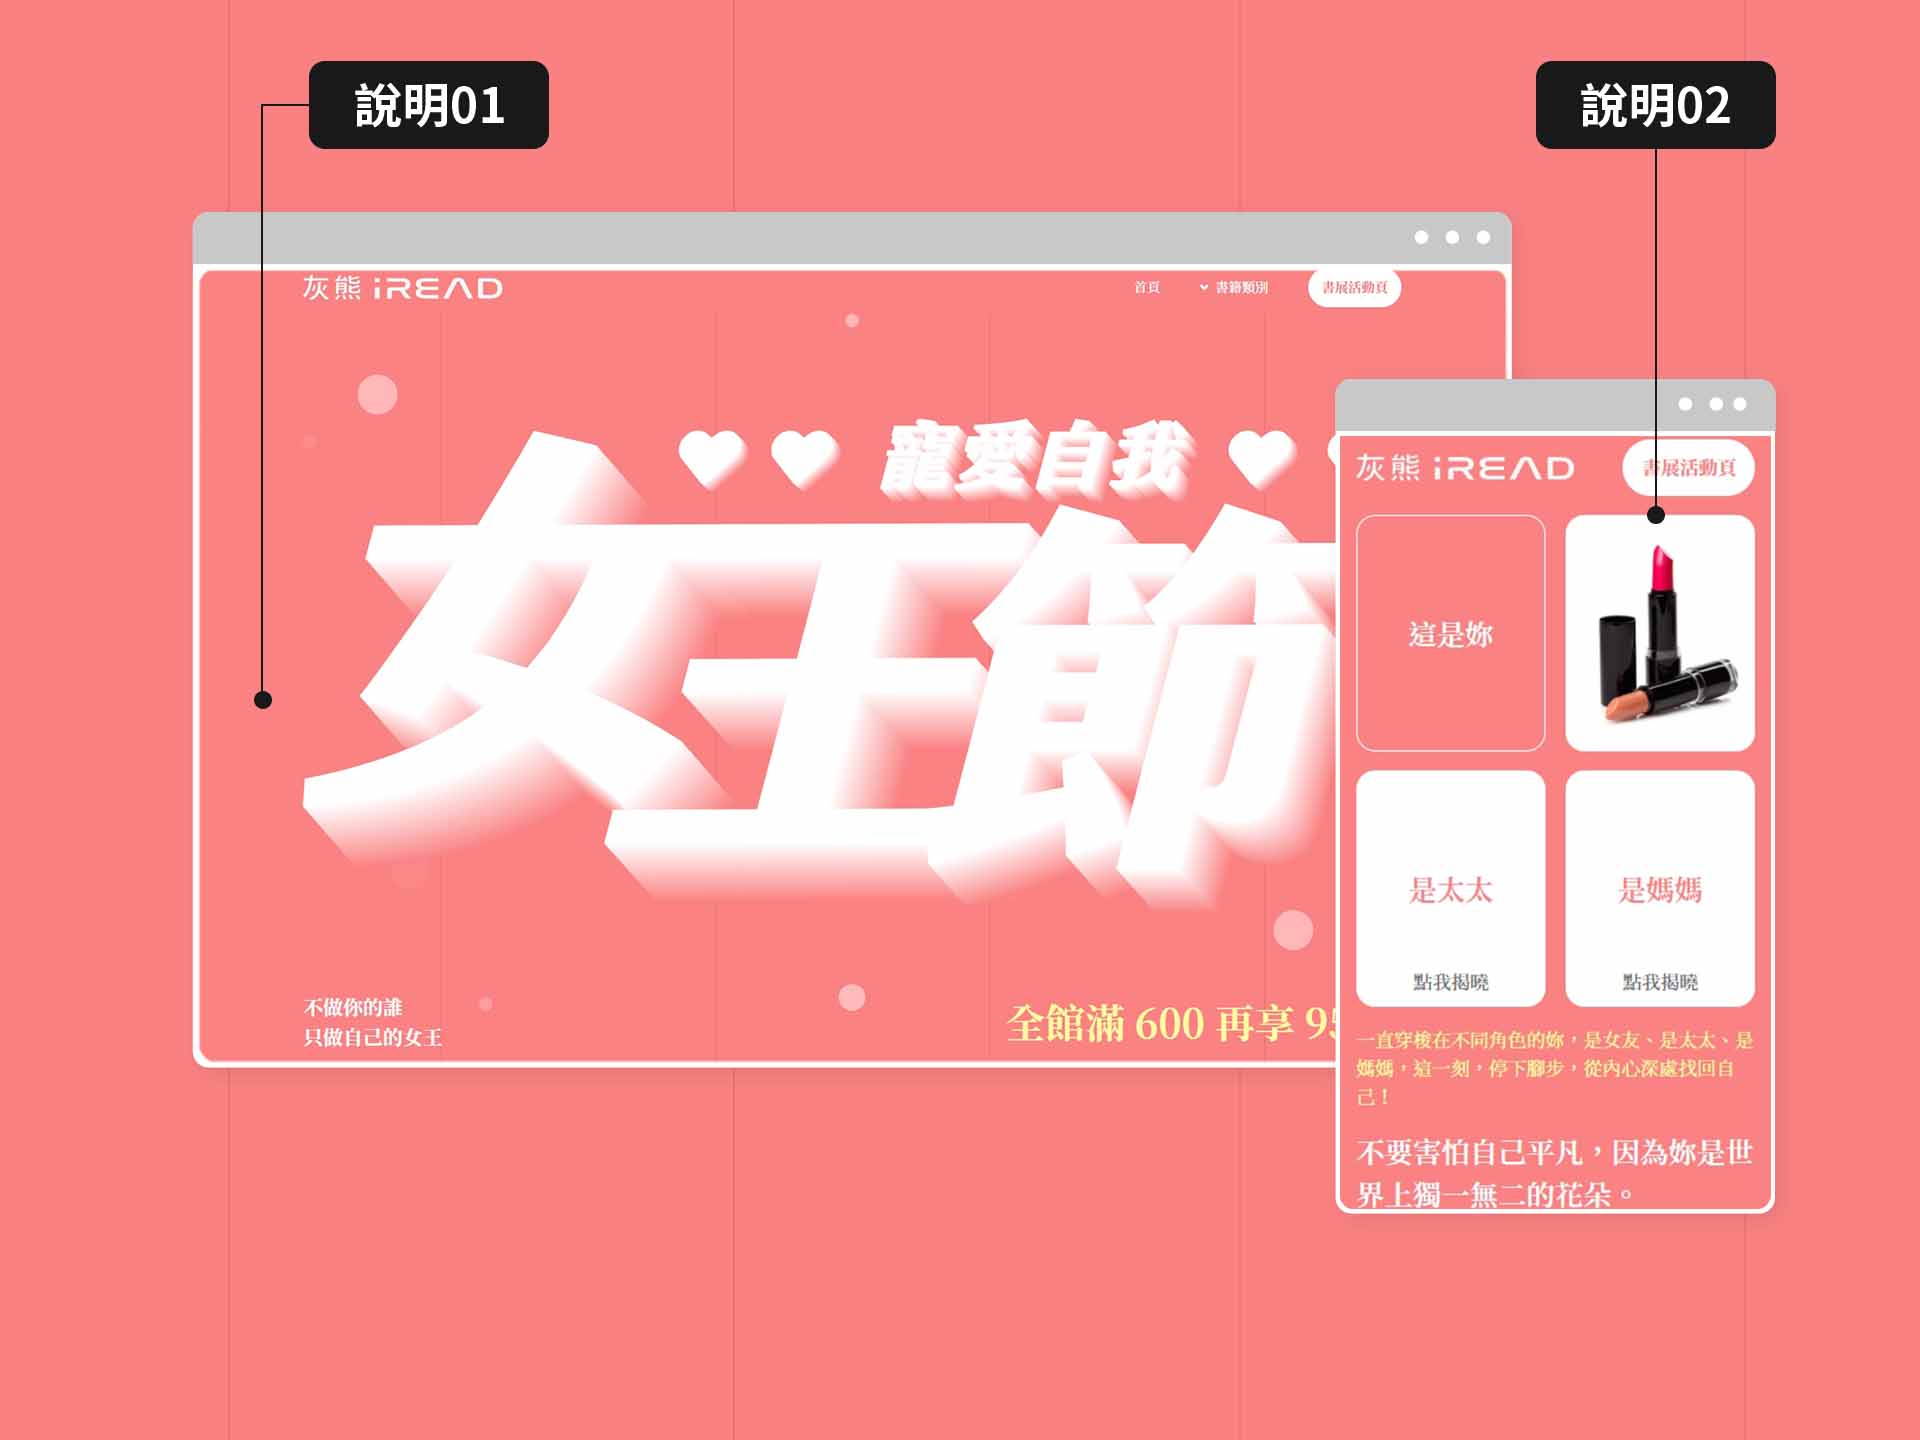 說明01
說明02
灰熊 iREAD
首頁
書籍類別
書展活動頁
寵愛自我
女王節
不做你的誰
只做自己的女王
全館滿 600 再享 95
灰熊 iREAD
書展活動頁
這是妳
是太太
點我揭曉
是媽媽
點我揭曉
一直穿梭在不同角色的妳，是女友、是太太、是
媽媽，這一刻，停下腳步，從內心深處找回自
己！
不要害怕自己平凡，因為妳是世
界上獨一無二的花朵。